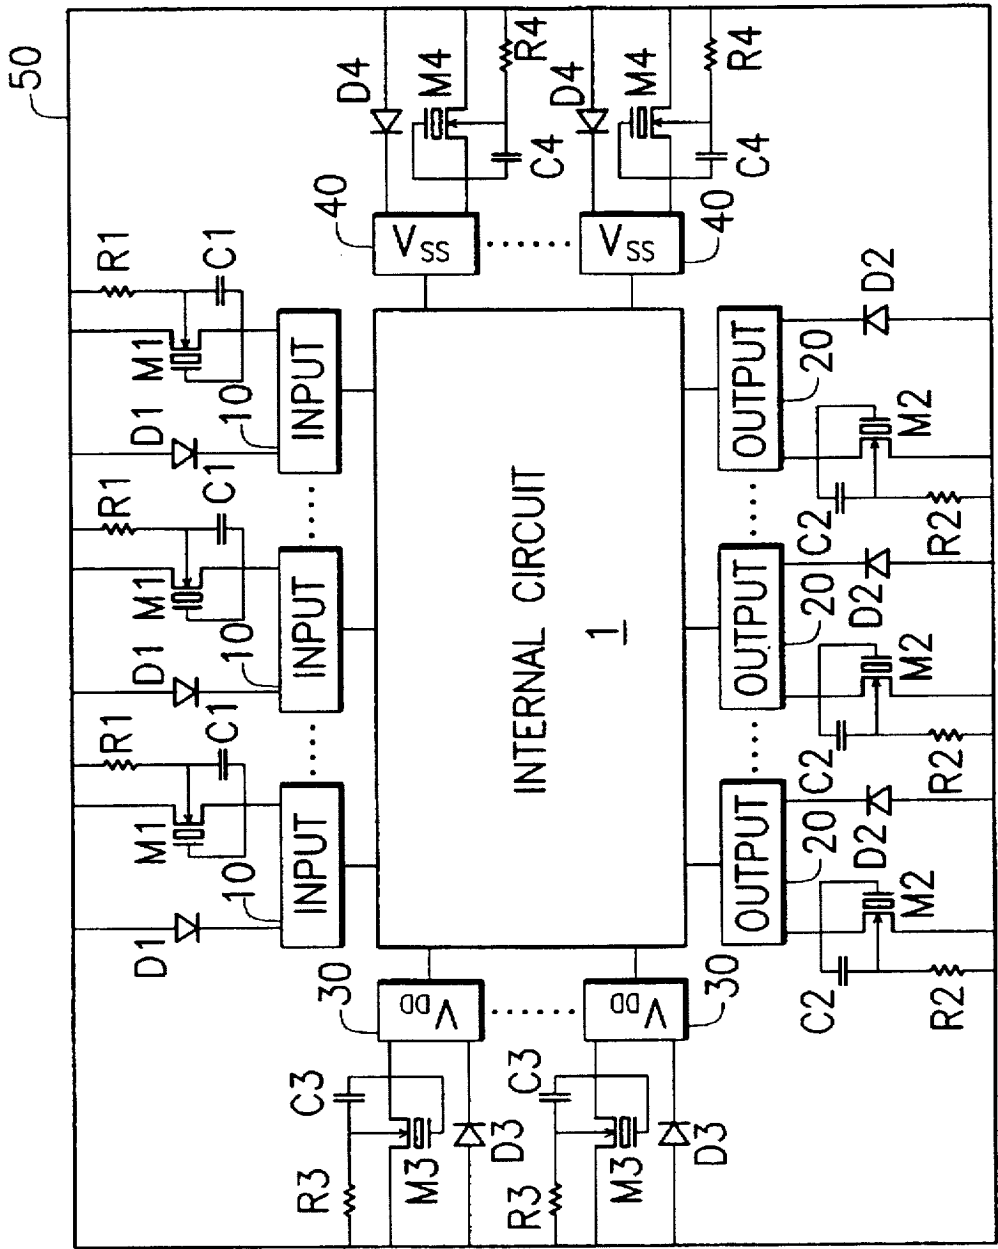 50
D4
M4
R4
C4
40
VSS
D4
M4
R4
C4
40
VSS
R1
C1
M1
D1
10
INPUT
R1
C1
M1
D1
10
INPUT
R1
C1
M1
D1
10
INPUT
INTERNAL CIRCUIT
1
OUTPUT
20
D2
M2
C2
R2
OUTPUT
20
D2
M2
C2
R2
OUTPUT
20
D2
M2
C2
R2
30
VDD
C3
R3
M3
D3
30
VDD
C3
R3
M3
D3